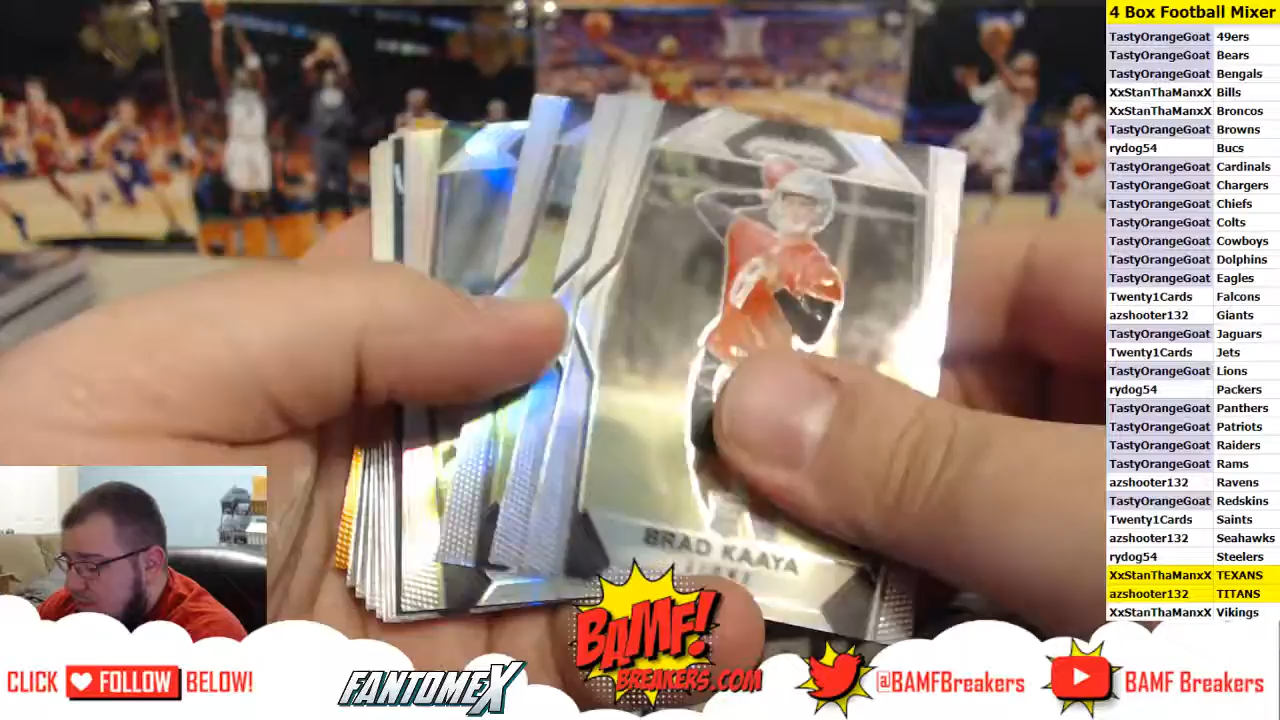 4 Box Football Mixer
TastyOrangeGoat 49ers
TastyOrangeGoat Bears
TastyOrangeGoat Bengals
XxStanThaManxX Bills
XxStanThaManxX Broncos
TastyOrangeGoat Browns
rydog54 Bucs
TastyOrangeGoat Cardinals
TastyOrangeGoat Chargers
TastyOrangeGoat Chiefs
TastyOrangeGoat Colts
TastyOrangeGoat Cowboys
TastyOrangeGoat Dolphins
TastyOrangeGoat Eagles
Twenty1Cards Falcons
azshooter132 Giants
TastyOrangeGoat Jaguars
Twenty1Cards Jets
TastyOrangeGoat Lions
rydog54 Packers
TastyOrangeGoat Panthers
TastyOrangeGoat Patriots
TastyOrangeGoat Raiders
TastyOrangeGoat Rams
azshooter132 Ravens
TastyOrangeGoat Redskins
Twenty1Cards Saints
azshooter132 Seahawks
rydog54 Steelers
XxStanThaManxX TEXANS
azshooter132 TITANS
XxStanThaManxX Vikings
BRAD KAAYA
LIONS
CLICK FOLLOW BELOW!
FANTOMEX
BAMF!
BREAKERS.COM
@BAMFBreakers
BAMF Breakers